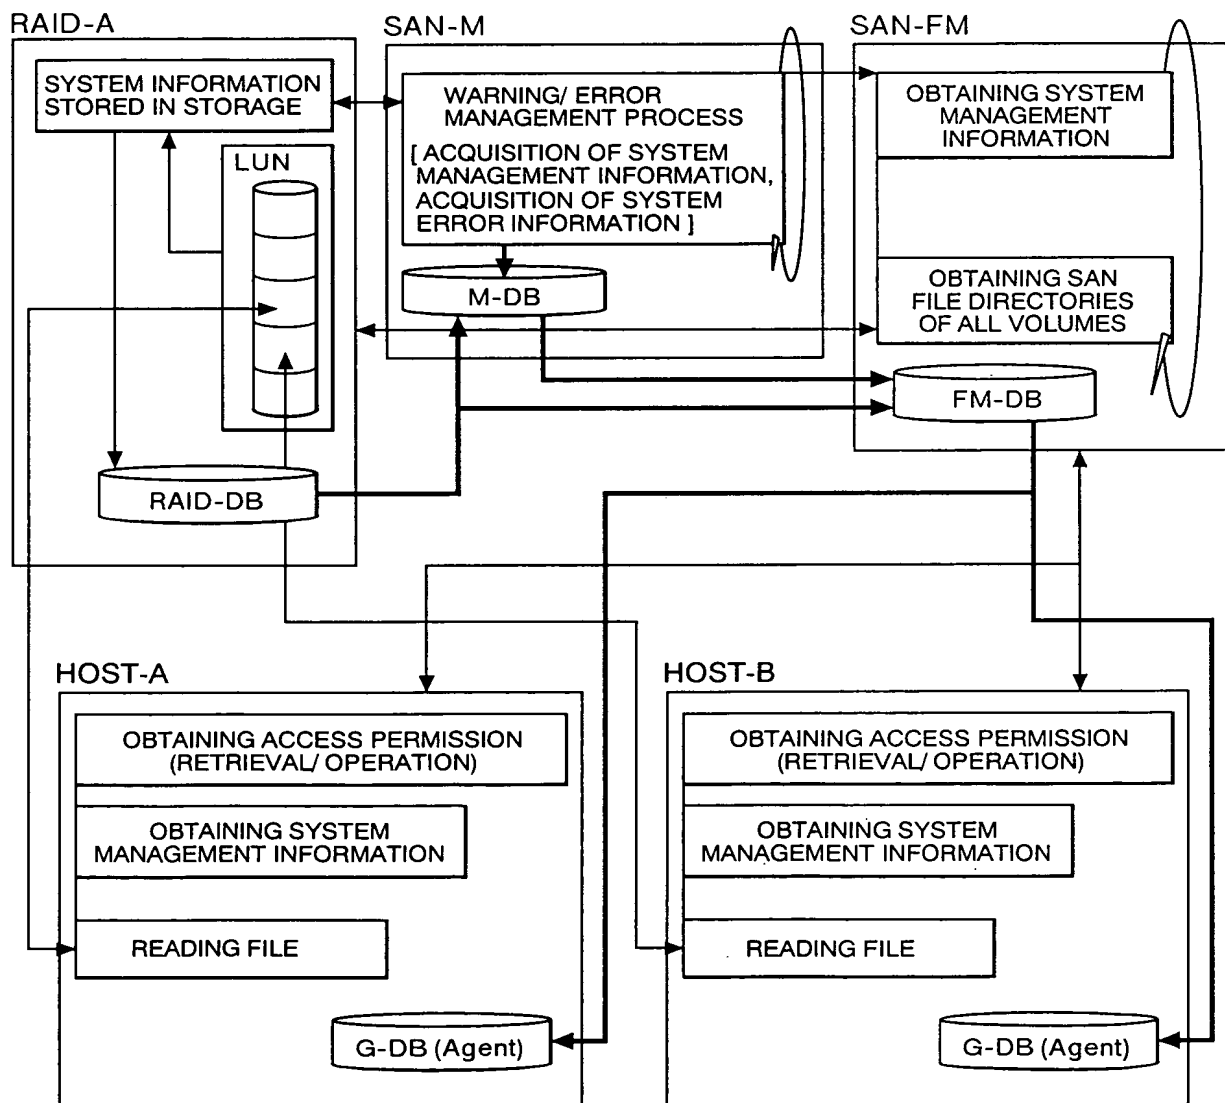 RAID-A
SYSTEM INFORMATION
STORED IN STORAGE
LUN
RAID-DB
SAN-M
WARNING/ ERROR
MANAGEMENT PROCESS
[ ACQUISITION OF SYSTEM
MANAGEMENT INFORMATION,
ACQUISITION OF SYSTEM
ERROR INFORMATION ]
M-DB
SAN-FM
OBTAINING SYSTEM
MANAGEMENT
INFORMATION
OBTAINING SAN
FILE DIRECTORIES
OF ALL VOLUMES
FM-DB
HOST-A
OBTAINING ACCESS PERMISSION
(RETRIEVAL/ OPERATION)
OBTAINING SYSTEM
MANAGEMENT INFORMATION
READING FILE
G-DB (Agent)
HOST-B
OBTAINING ACCESS PERMISSION
(RETRIEVAL/ OPERATION)
OBTAINING SYSTEM
MANAGEMENT INFORMATION
READING FILE
G-DB (Agent)